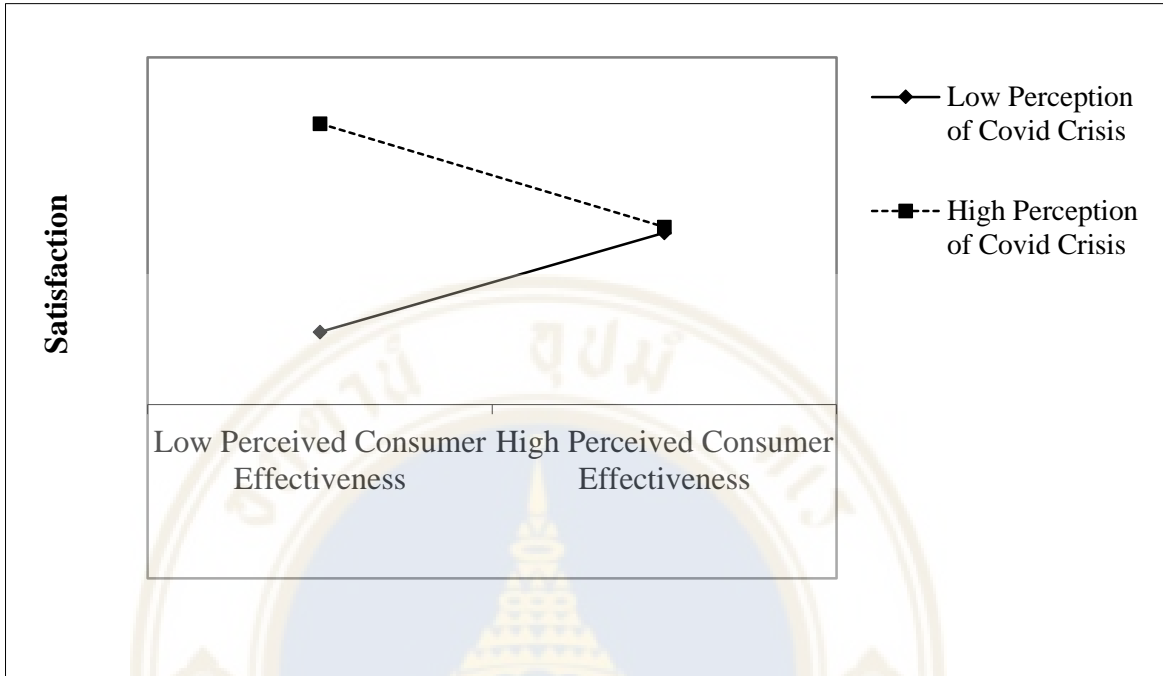 Low Perception
of Covid Crisis
High Perception
of Covid Crisis
Satisfaction
Low Perceived Consumer
Effectiveness
High Perceived Consumer
Effectiveness